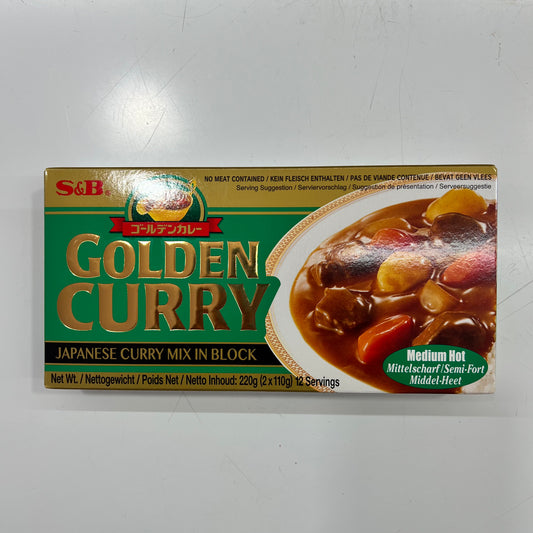 NO MEAT CONTAINED / KEIN FLEISCH ENTHALTEN / PAS DE VIANDE CONTENUE / BEVAT GEEN VLEES
Serving Suggestion / Serviervorschlag / Suggestion de présentation / Serveersuggestie
S&B
ゴールデンカレー
GOLDEN
CURRY
JAPANESE CURRY MIX IN BLOCK
Net Wt. / Nettogewicht / Poids Net / Netto Inhoud: 220g (2 x 110g) 12 Servings
Medium Hot
Mittelscharf/Semi-Fort
Middel-Heet